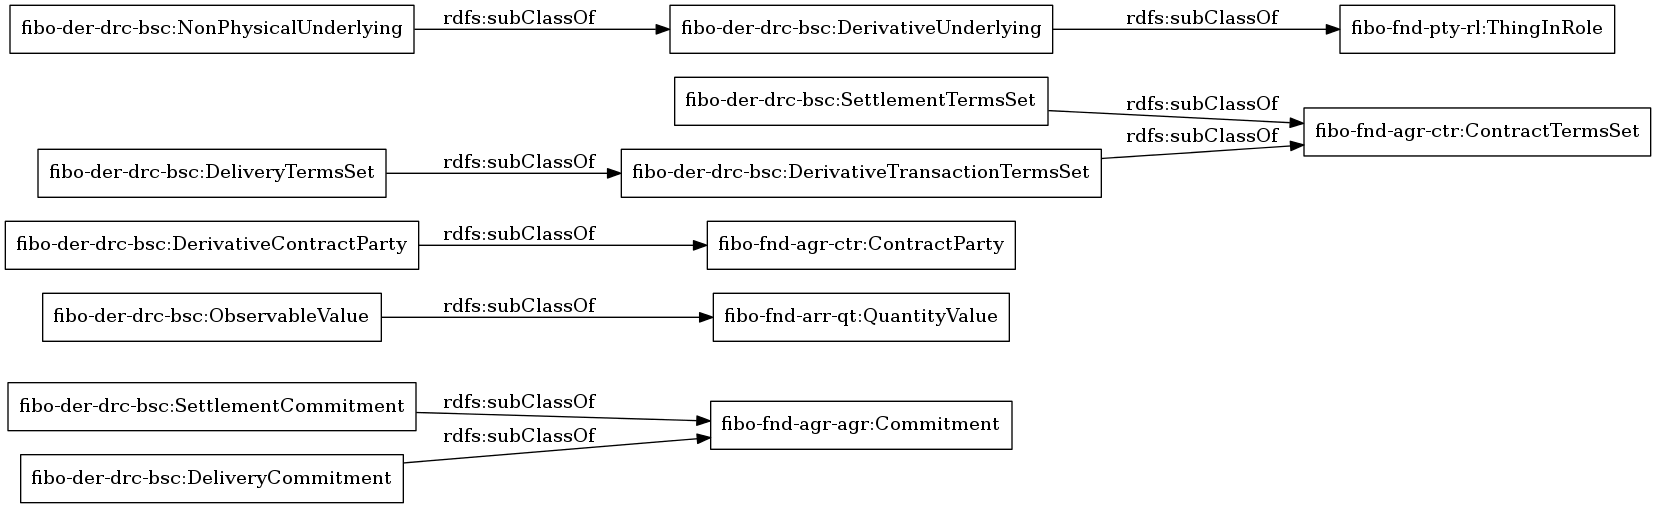 fibo-der-drc-bsc:NonPhysicalUnderlying
rdfs:subClassOf
fibo-der-drc-bsc:DerivativeUnderlying
rdfs:subClassOf
fibo-fnd-pty-rl:ThingInRole
fibo-der-drc-bsc:SettlementTermsSet
rdfs:subClassOf
fibo-fnd-agr-ctr:ContractTermsSet
rdfs:subClassOf
fibo-der-drc-bsc:DeliveryTermsSet
rdfs:subClassOf
fibo-der-drc-bsc:DerivativeTransactionTermsSet
fibo-der-drc-bsc:DerivativeContractParty
rdfs:subClassOf
fibo-fnd-agr-ctr:ContractParty
fibo-der-drc-bsc:ObservableValue
rdfs:subClassOf
fibo-fnd-arr-qt:QuantityValue
fibo-der-drc-bsc:SettlementCommitment
rdfs:subClassOf
fibo-fnd-agr-agr:Commitment
rdfs:subClassOf
fibo-der-drc-bsc:DeliveryCommitment